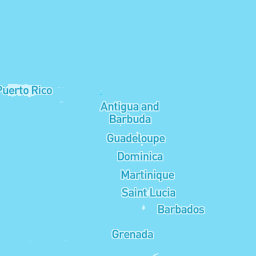 Puerto Rico
Antigua and
Barbuda
Guadeloupe
Dominica
Martinique
Saint Lucia
Barbados
Grenada